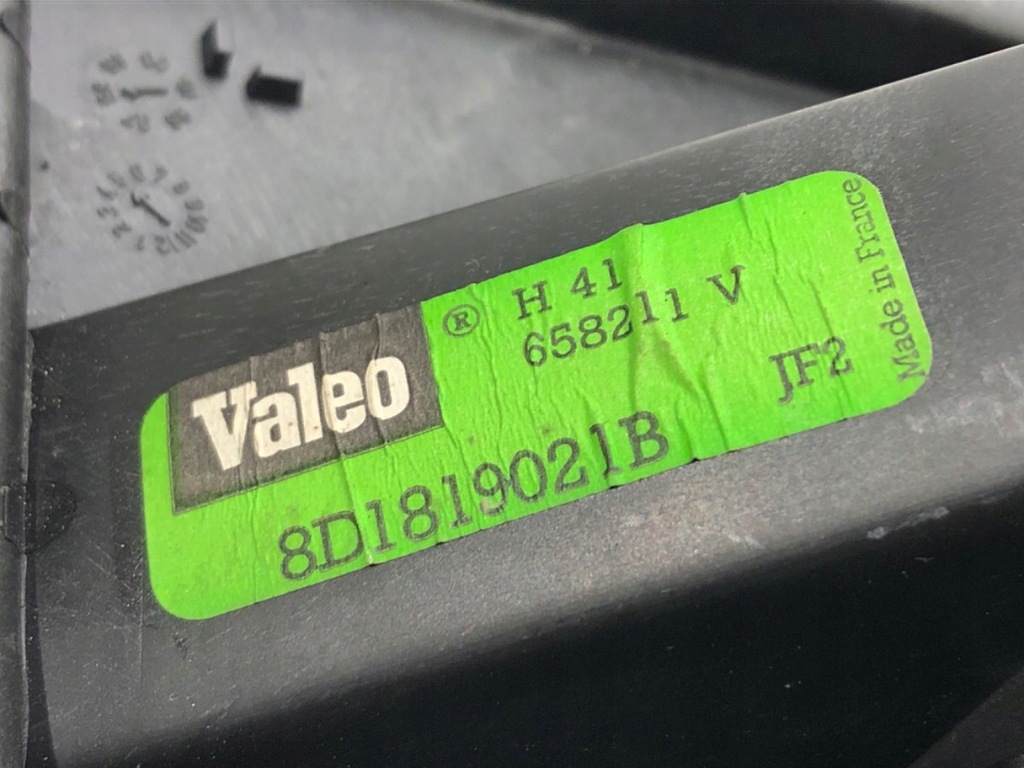 Valeo ®
H 41
658211 V
JF2
8D1819021B
Made in France